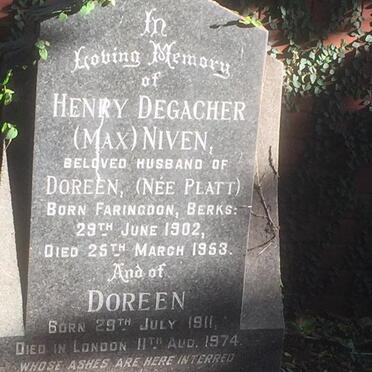 In
Loving Memory
of
HENRY DEGACHER
(MAX) NIVEN,
BELOVED HUSBAND OF
DOREEN, (NÉE PLATT)
BORN FARINGDON, BERKS:
29TH JUNE 1902,
DIED 25TH MARCH 1953.
And of
DOREEN
BORN 29TH JULY 1911,
DIED IN LONDON 11TH AUG. 1974.
WHOSE ASHES ARE HERE INTERRED